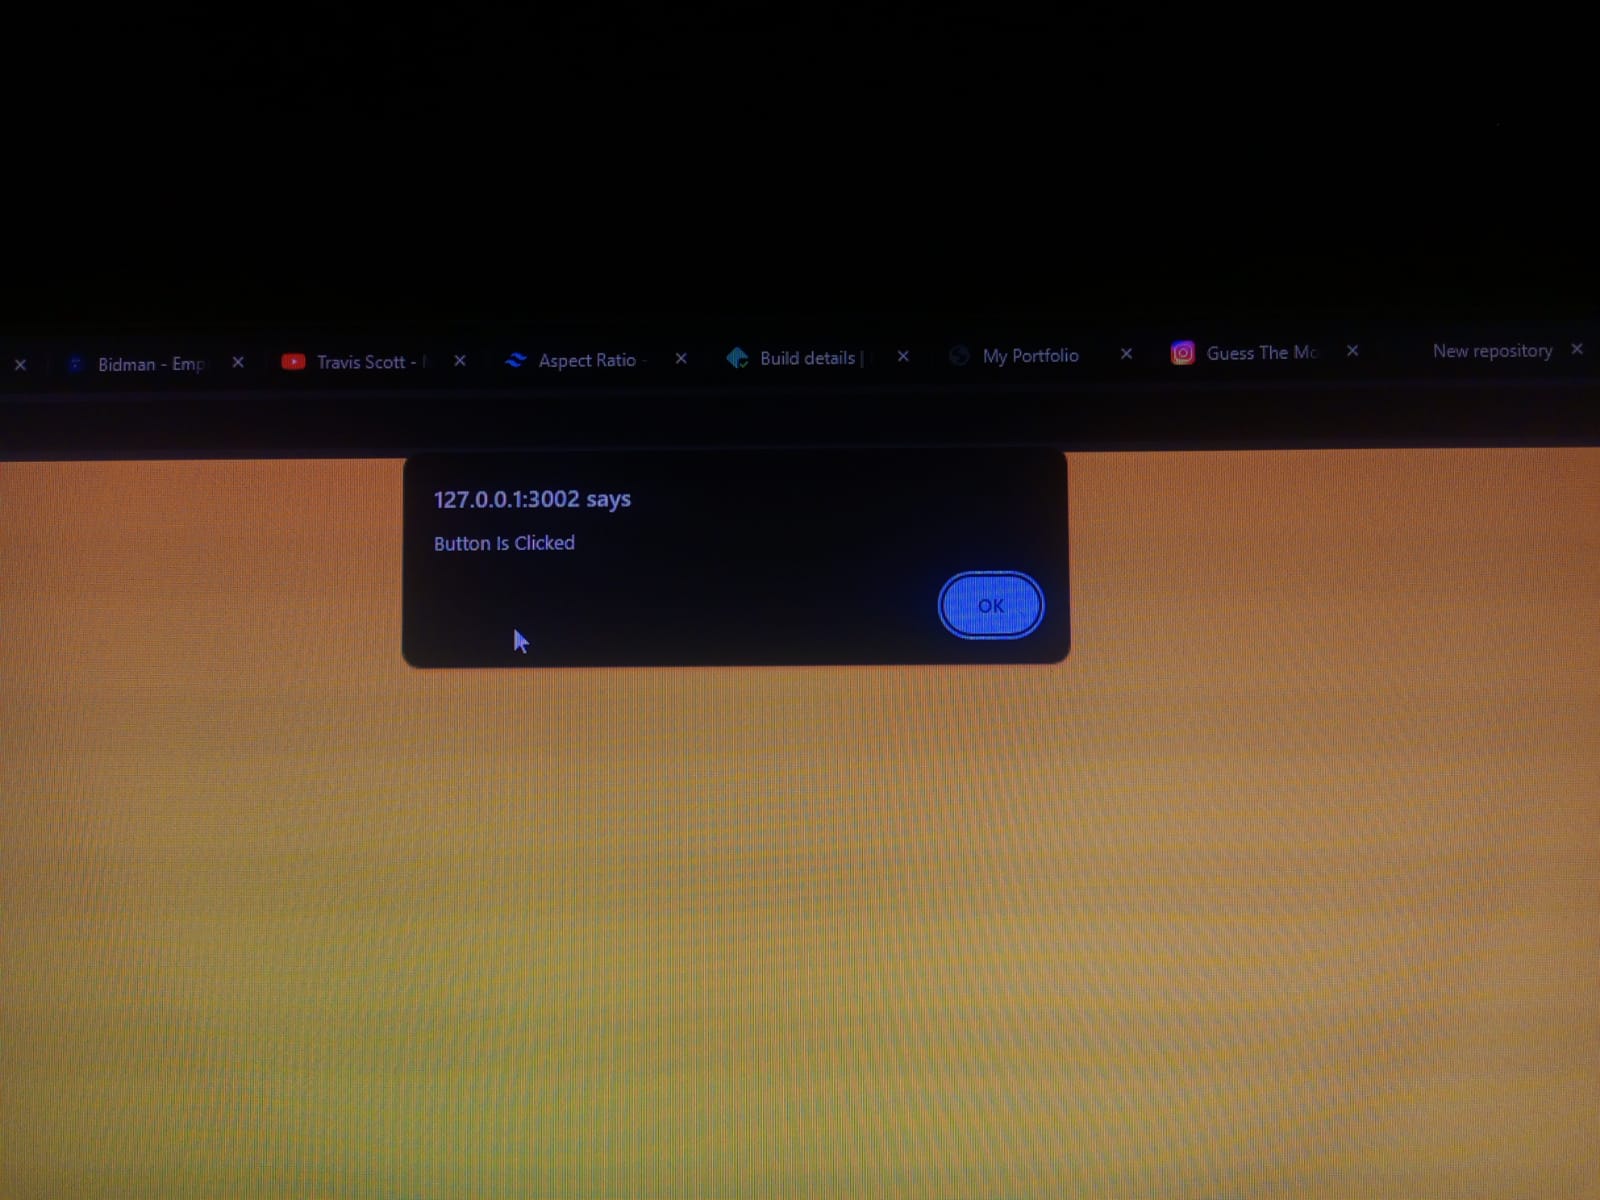 Bidman - Emp
Travis Scott -
Aspect Ratio -
Build details |
My Portfolio
Guess The Mo
New repository
127.0.0.1:3002 says
Button Is Clicked
OK